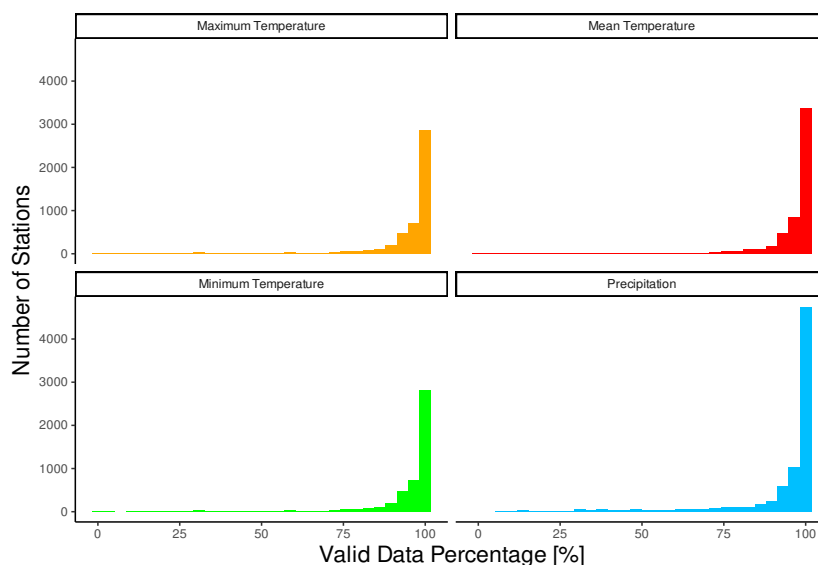 Maximum Temperature
Mean Temperature
4000
3000
2000
1000
0
Number of Stations
Minimum Temperature
Precipitation
4000
3000
2000
1000
0
0 25 50 75 100
0 25 50 75 100
Valid Data Percentage [%]